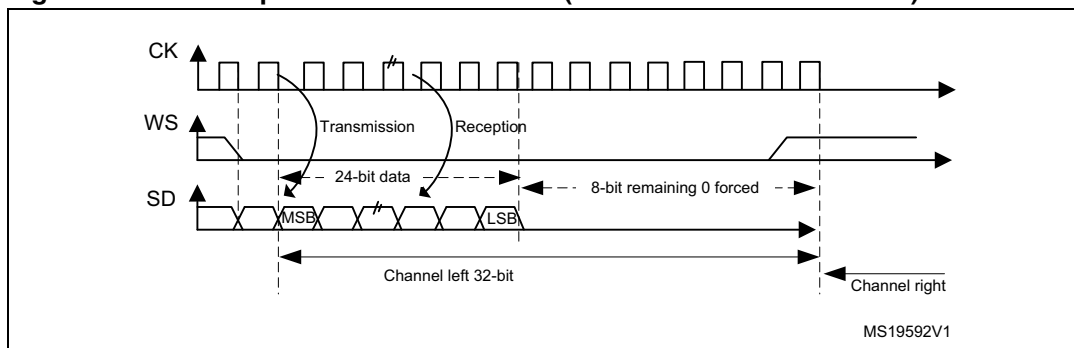 CK
WS
Transmission
Reception
24-bit data
8-bit remaining 0 forced
SD
MSB
LSB
Channel left 32-bit
Channel right
MS19592V1